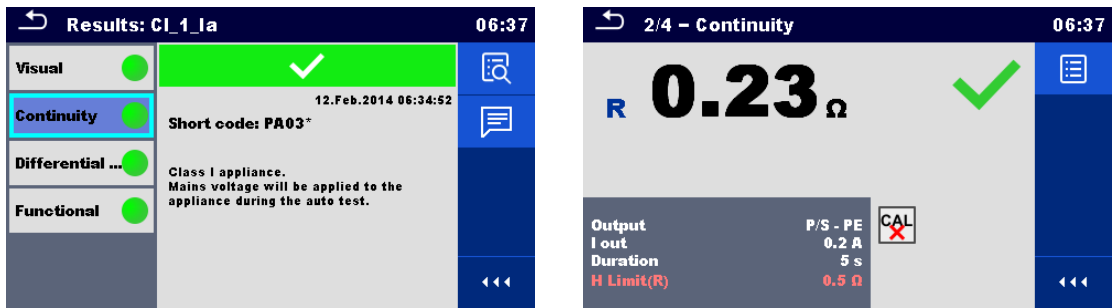 Results: CI_1_Ia
06:37
Visual
Continuity
Differential ...
Functional
12.Feb.2014 06:34:52
Short code: PA03*
Class I appliance.
Mains voltage will be applied to the
appliance during the auto test.
2/4 – Continuity
06:37
R 0.23 Ω
CAL
Output P/S - PE
I out 0.2 A
Duration 5 s
H Limit(R) 0.5 Ω